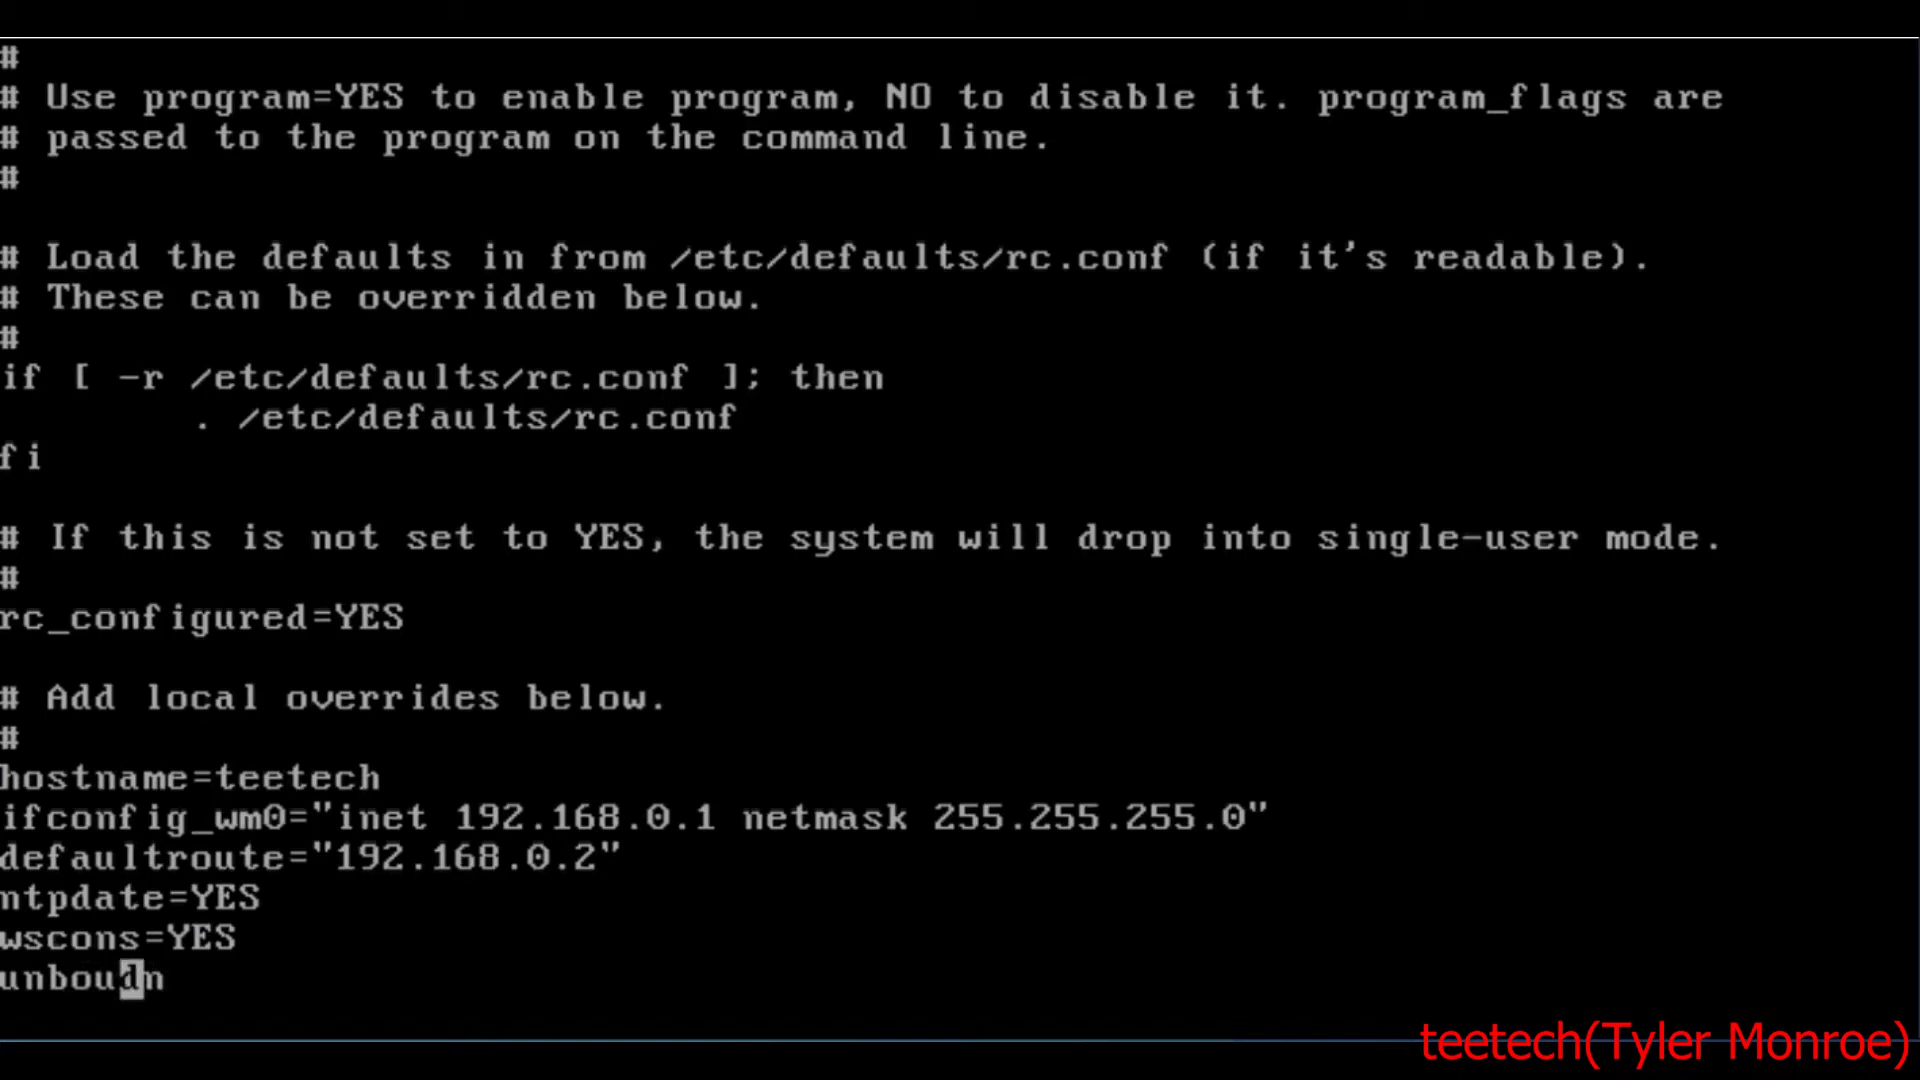 #
# Use program=YES to enable program, NO to disable it. program_flags are
# passed to the program on the command line.
#
# Load the defaults in from /etc/defaults/rc.conf (if it's readable).
# These can be overridden below.
#
if [ -r /etc/defaults/rc.conf ]; then
        . /etc/defaults/rc.conf
fi
# If this is not set to YES, the system will drop into single-user mode.
#
rc_configured=YES
# Add local overrides below.
#
hostname=teetech
ifconfig_wm0="inet 192.168.0.1 netmask 255.255.255.0"
defaultroute="192.168.0.2"
ntpdate=YES
wscons=YES
unboudn
teetech(Tyler Monroe)